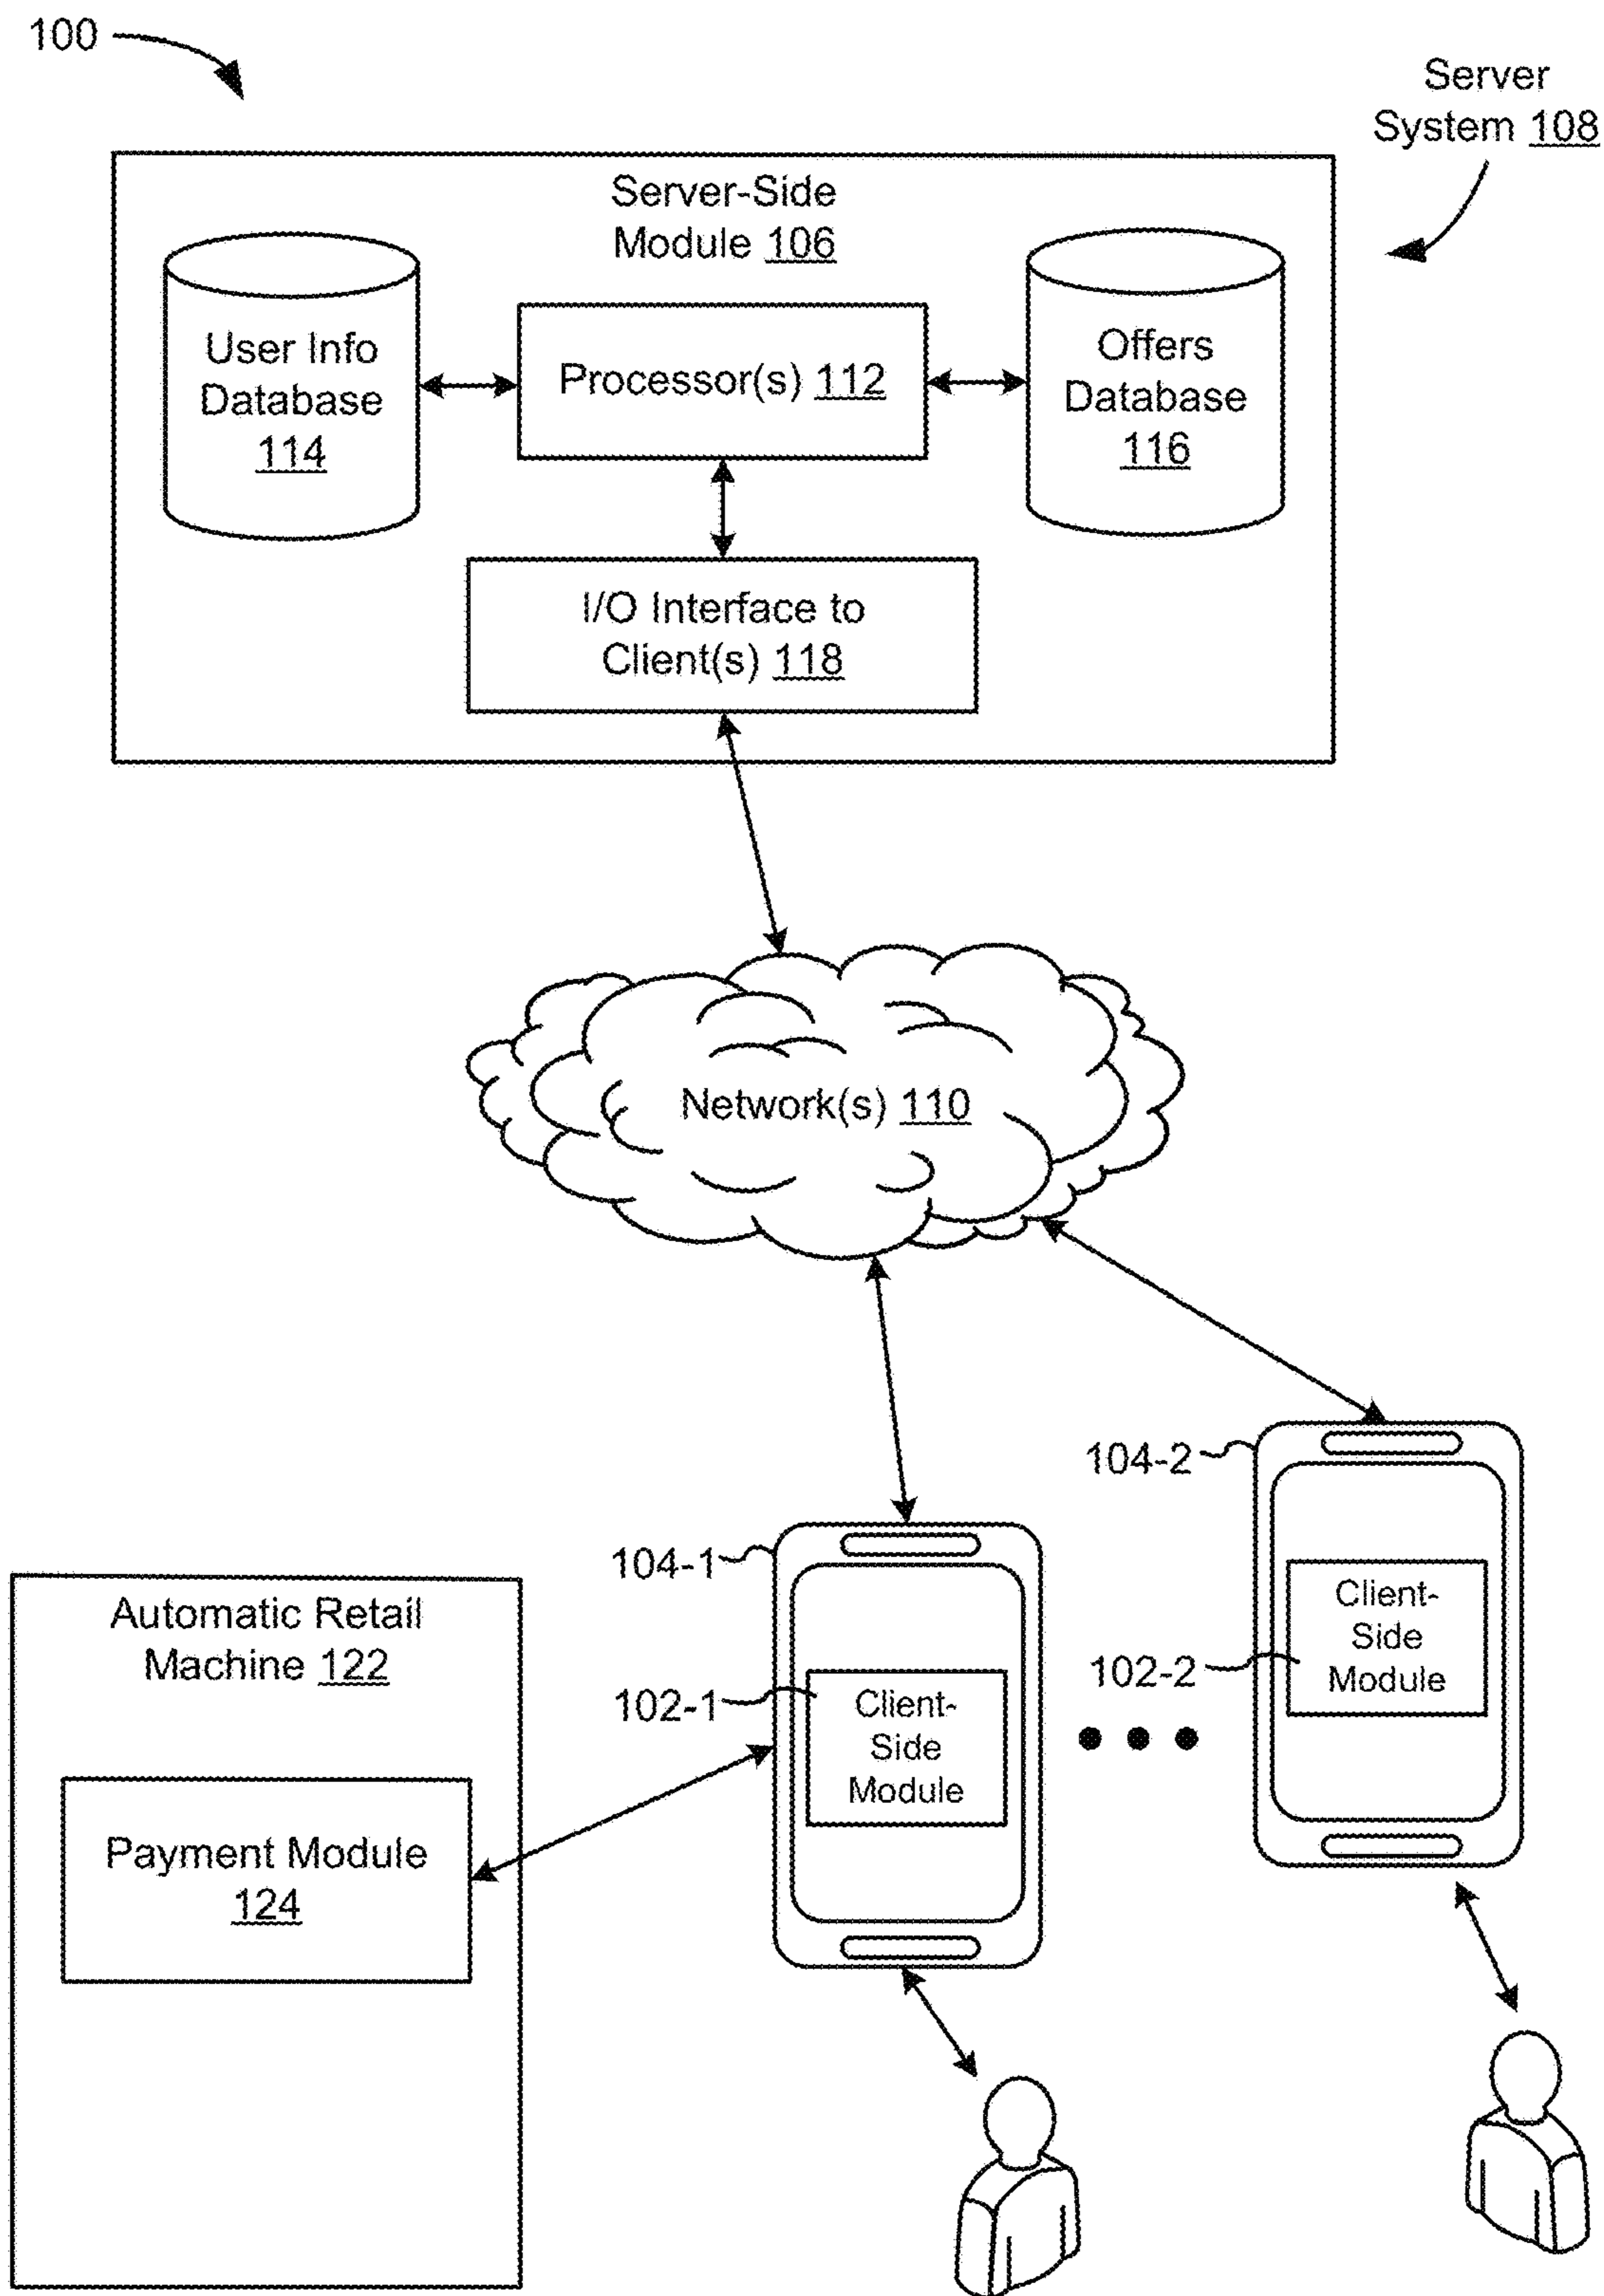 100
Server
System 108
Server-Side
Module 106
User Info
Database
114
Processor(s) 112
Offers
Database
116
I/O Interface to
Client(s) 118
Network(s) 110
104-2
Client-
Side
Module
102-2
104-1
102-1
Client-
Side
Module
Automatic Retail
Machine 122
Payment Module
124